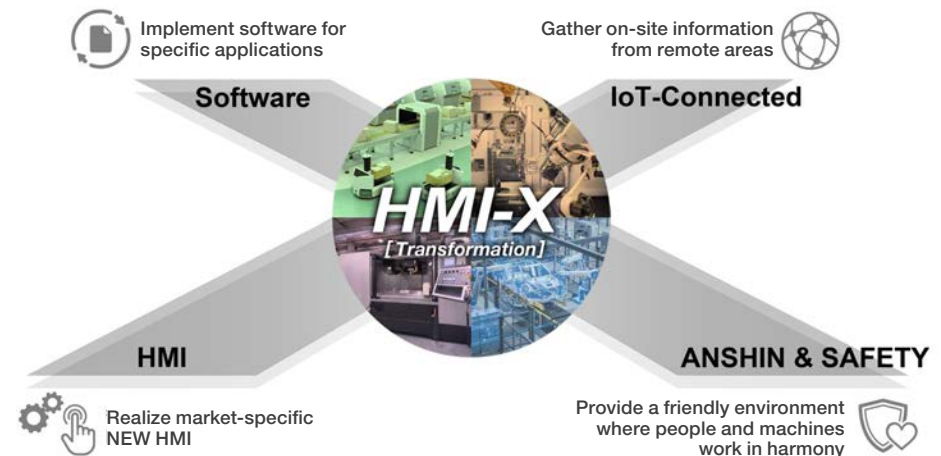 Implement software for
specific applications
Gather on-site information
from remote areas
Software
IoT-Connected
HMI-X
[Transformation]
HMI
ANSHIN & SAFETY
Realize market-specific
NEW HMI
Provide a friendly environment
where people and machines
work in harmony